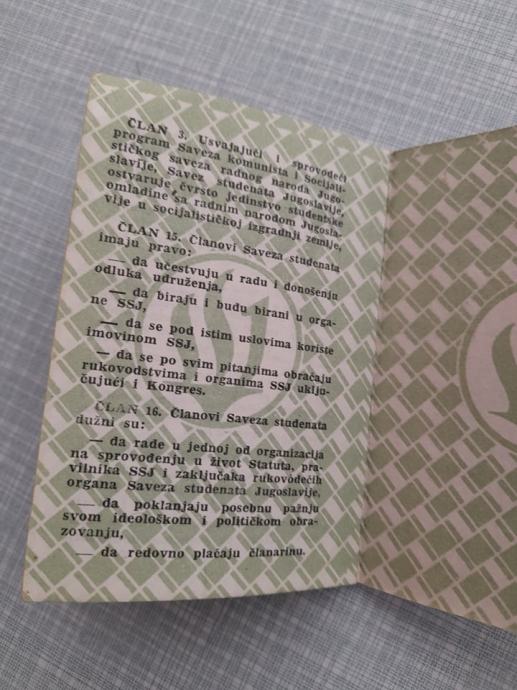 ČLAN 3. Usvajajući i sprovodeći
program Saveza komunista i Socijali-
stičkog saveza radnog naroda Jugo-
slavije, Savez studenata Jugoslavije,
ostvaruje čvrsto jedinstvo studentske
omladine sa radnim narodom Jugosla-
vije u socijalističkoj izgradnji zemlje.
ČLAN 15. Članovi Saveza studenata
imaju pravo:
— da učestvuju u radu i donošenju
odluka udruženja,
— da biraju i budu birani u orga-
ne SSJ,
— da se pod istim uslovima koriste
imovinom SSJ,
— da se po svim pitanjima obraćaju
rukovodstvima i organima SSJ uklju-
čujući i Kongres.
ČLAN 16. Članovi Saveza studenata
dužni su:
— da rade u jednoj od organizacija
na sprovođenju u život Statuta, pra-
vilnika SSJ i zaključaka rukovodećih
organa Saveza studenata Jugoslavije,
— da poklanjaju posebnu pažnju
svom ideološkom i političkom obra-
zovanju,
— da redovno plaćaju članarinu.